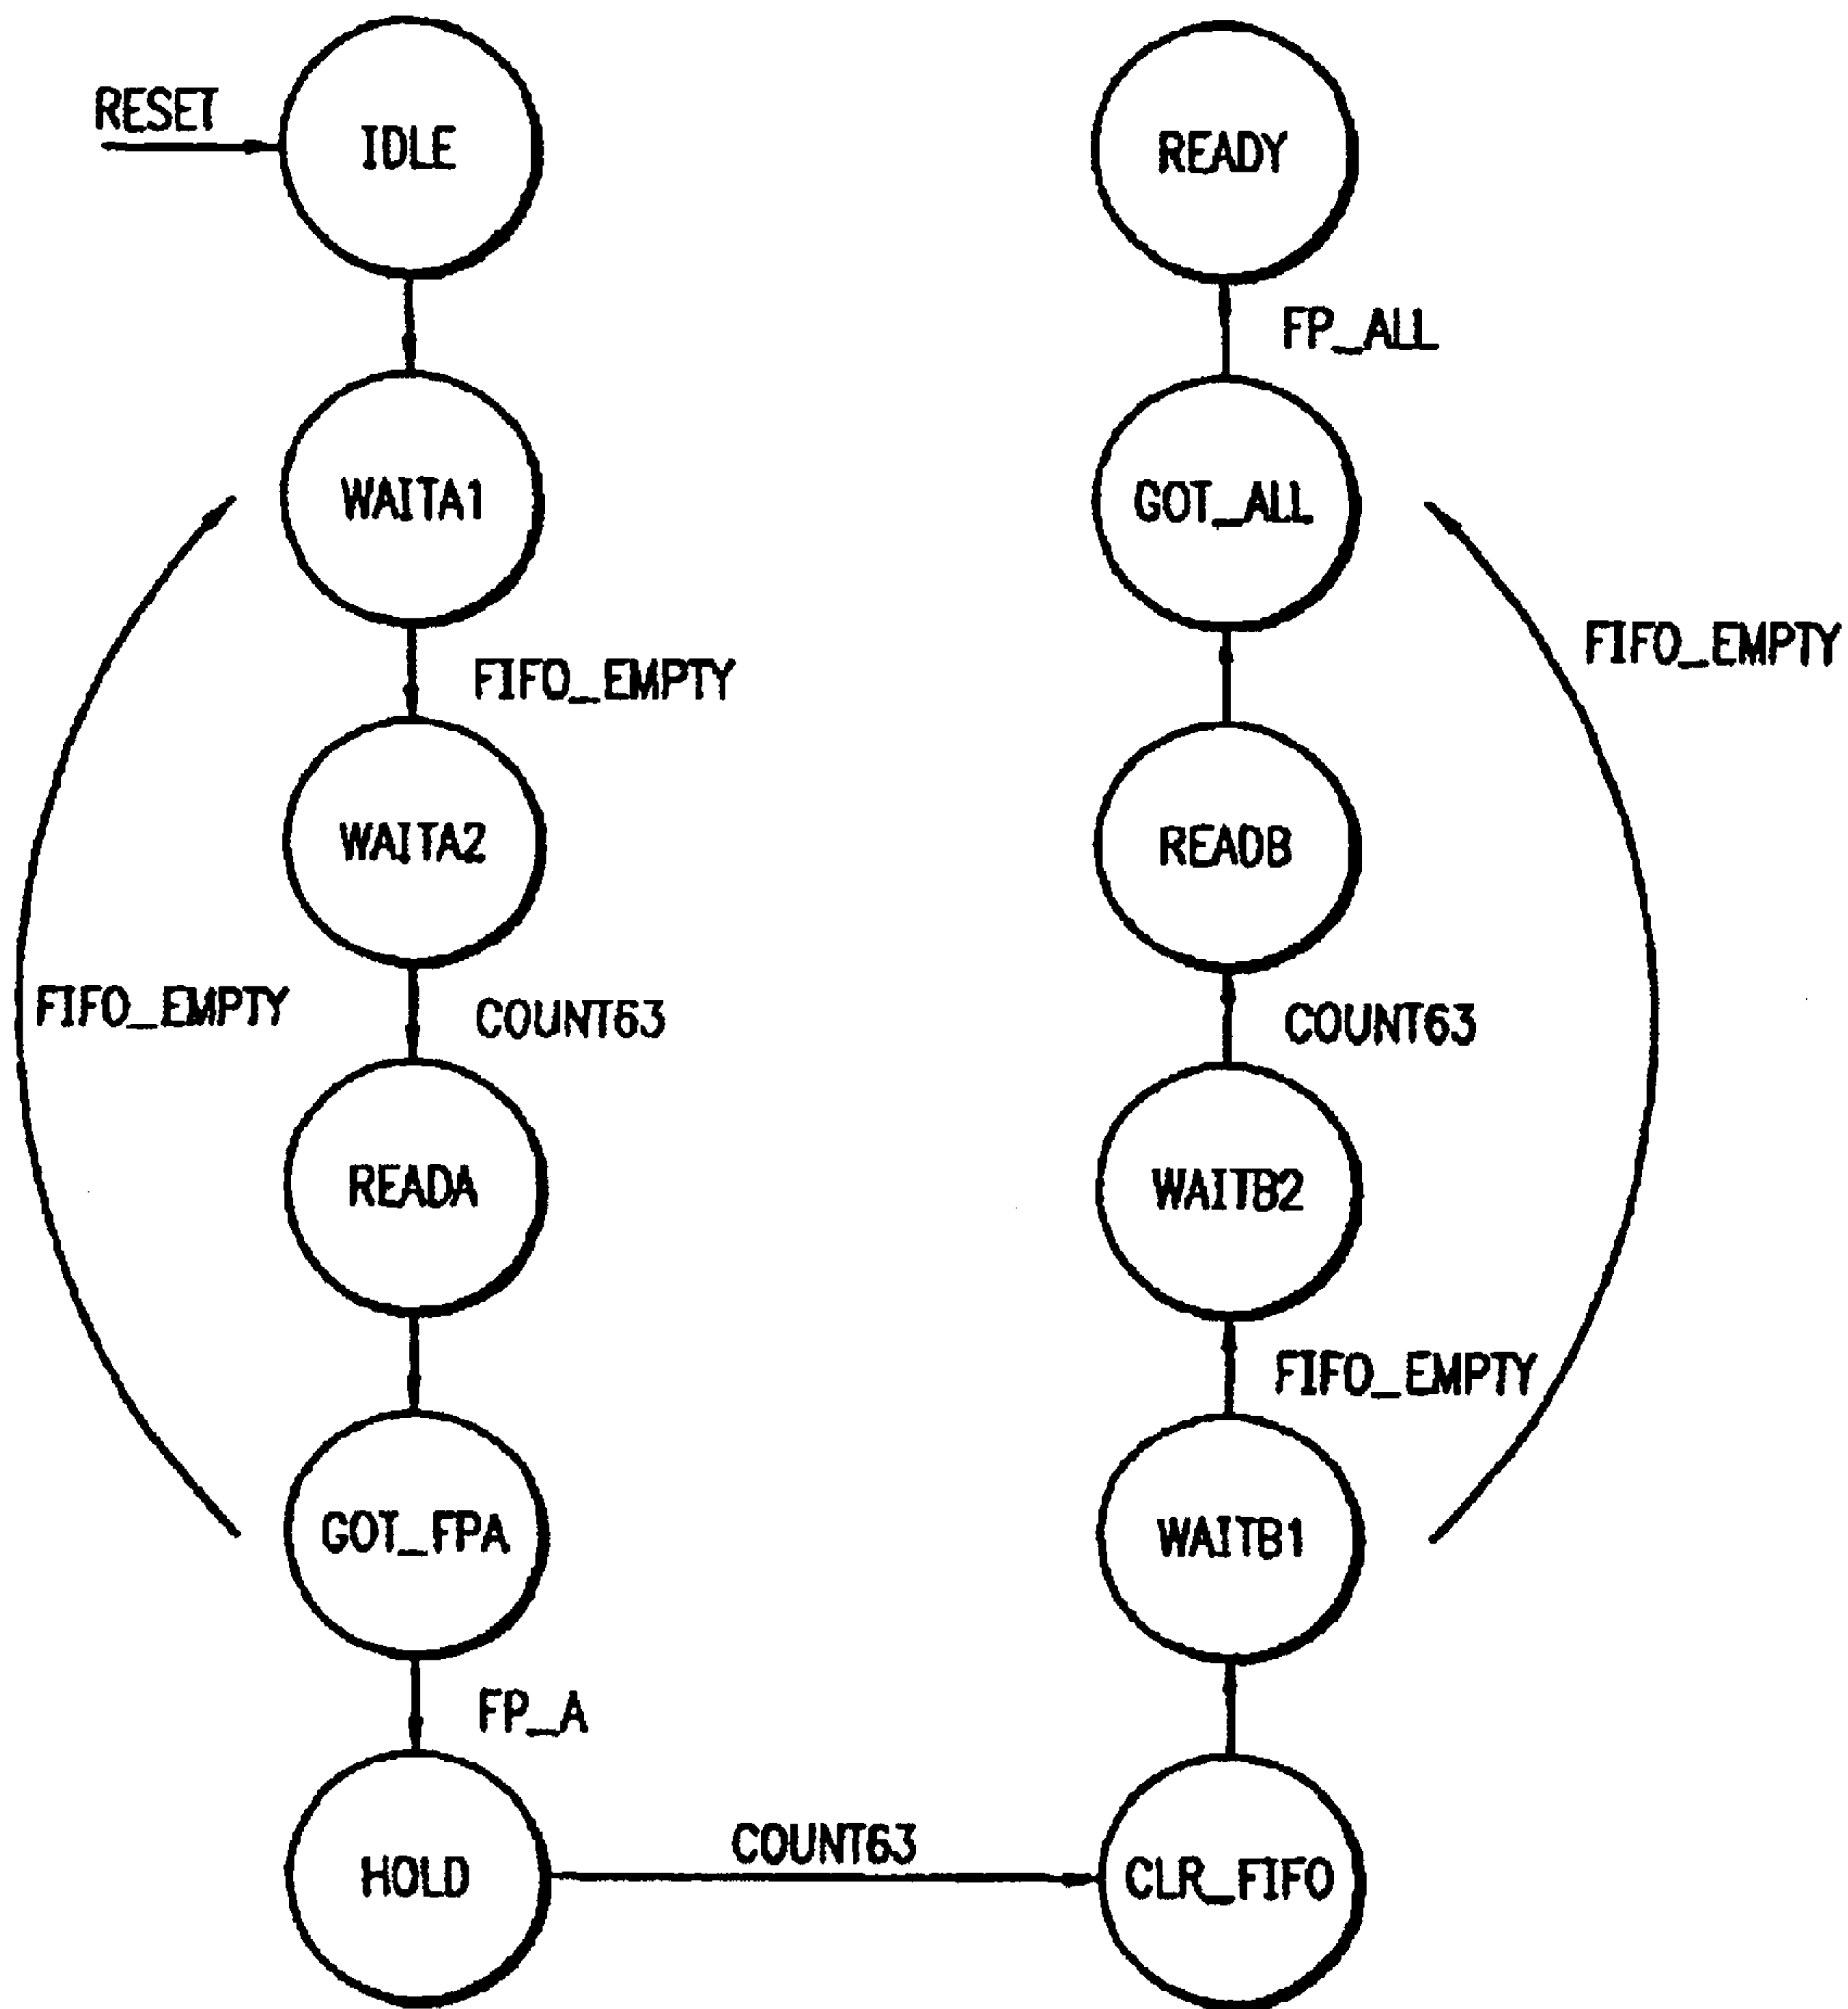 RESET
IDLE
WAITA1
FIFO_EMPTY
WAITA2
FIFO_EMPTY
COUNT63
READA
GOT_FPA
FP_A
HOLD
COUNT63
READY
FP_ALL
GOT_ALL
FIFO_EMPTY
READB
COUNT63
WAITB2
FIFO_EMPTY
WAITB1
CLR_FIFO